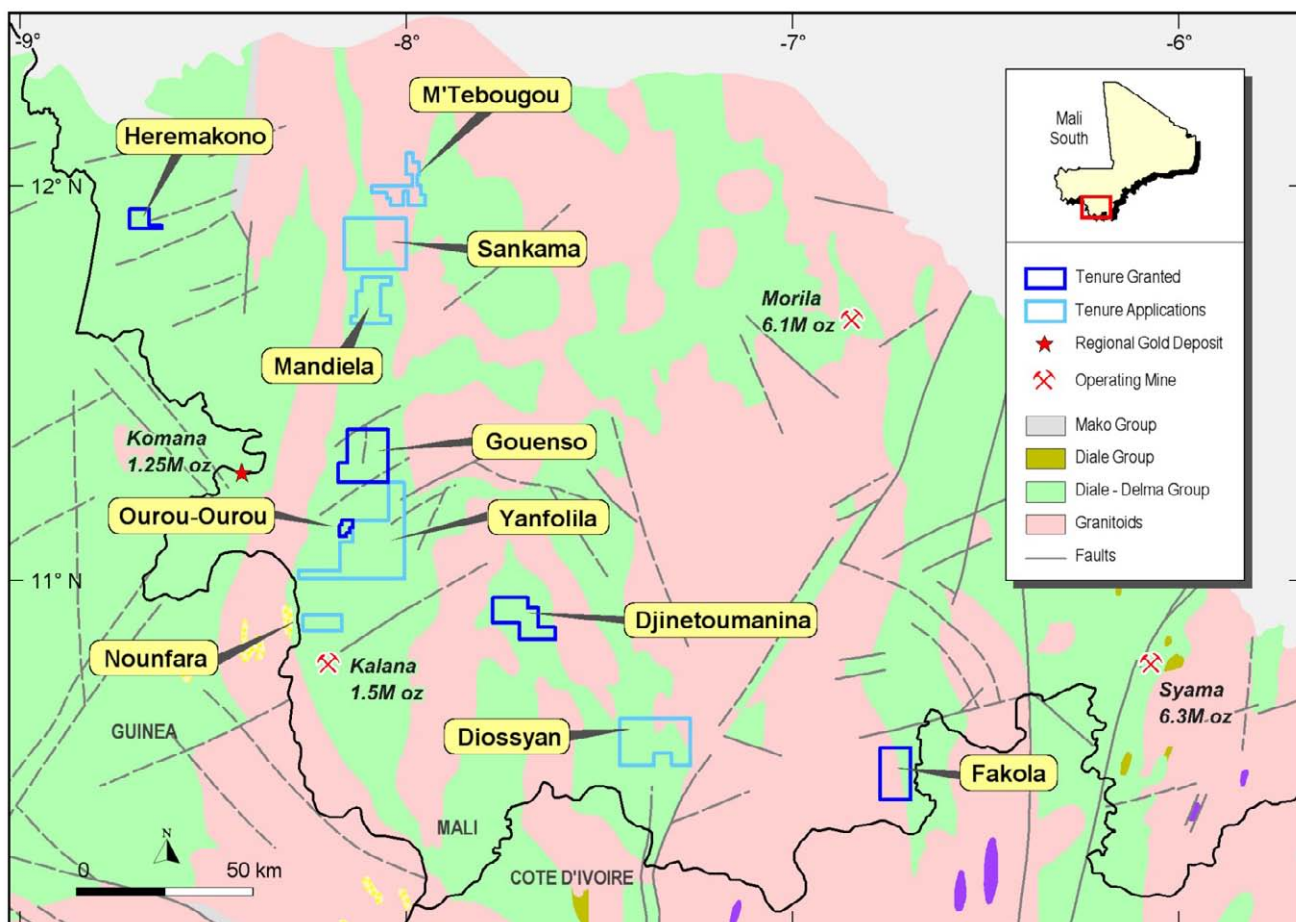 -9°
-8°
-7°
-6°
M'Tebougou
Heremakono
12° N
Sankama
Mandiela
Morila
6.1M oz
Komana
1.25M oz
Gouenso
Ourou-Ourou
Yanfolila
11° N
Djinetoumanina
Nounfara
Kalana
1.5M oz
Syama
6.3M oz
GUINEA
Diossyan
Fakola
MALI
COTE D'IVOIRE
N
0
50 km
Mali
South
Tenure Granted
Tenure Applications
Regional Gold Deposit
Operating Mine
Mako Group
Diale Group
Diale - Delma Group
Granitoids
Faults